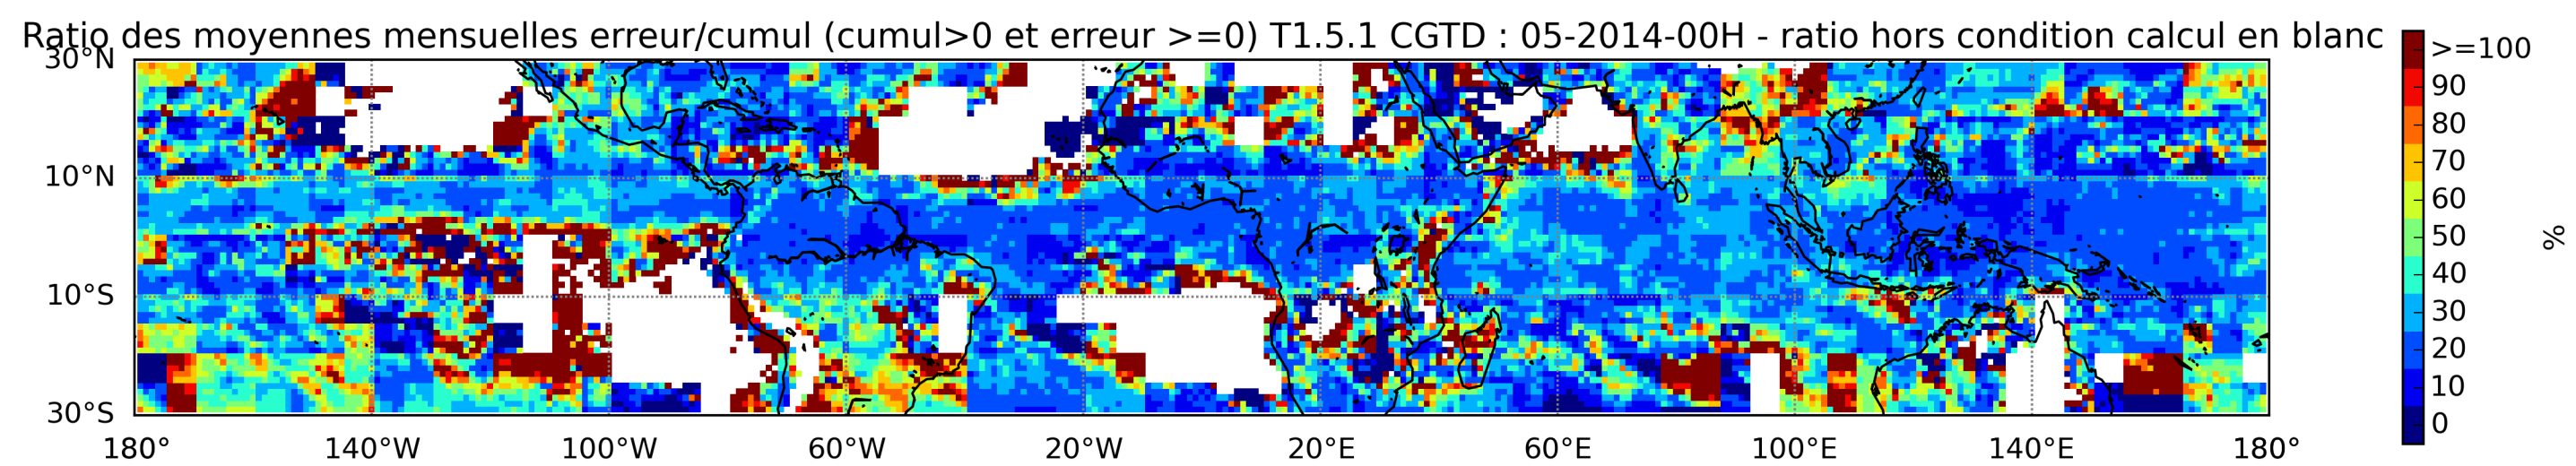 Ratio des moyennes mensuelles erreur/cumul (cumul>0 et erreur >=0) T1.5.1 CGTD : 05-2014-00H - ratio hors condition calcul en blanc
30°N
10°N
10°S
30°S
180° 140°W 100°W 60°W 20°W 20°E 60°E 100°E 140°E 180°
>=100
90
80
70
60
50
40
30
20
10
0
%